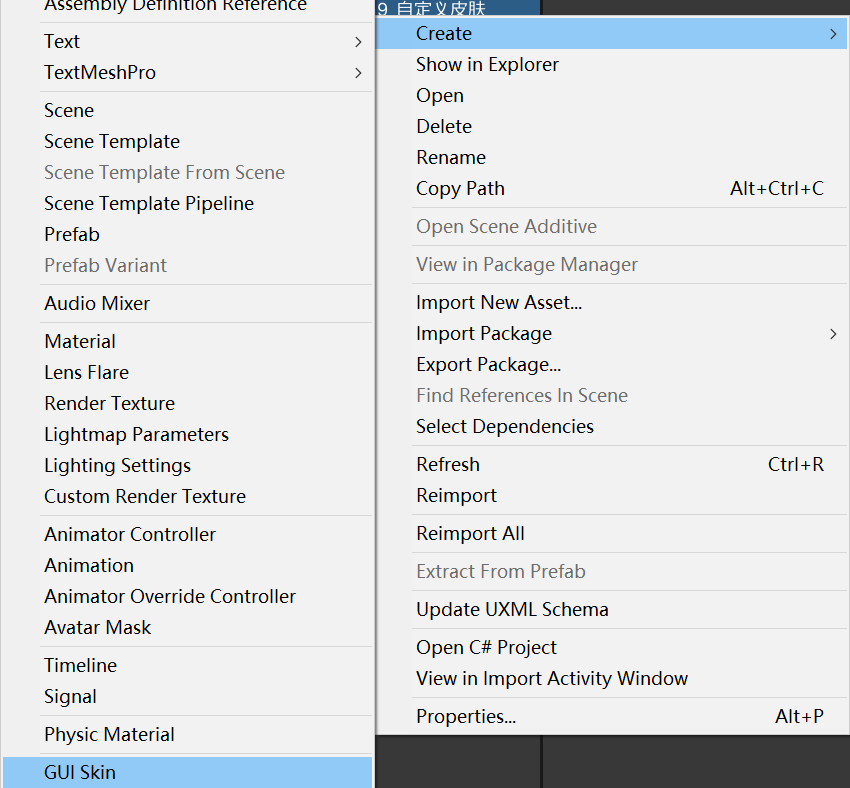 Assembly Definition Reference
Text
TextMeshPro
Scene
Scene Template
Scene Template From Scene
Scene Template Pipeline
Prefab
Prefab Variant
Audio Mixer
Material
Lens Flare
Render Texture
Lightmap Parameters
Lighting Settings
Custom Render Texture
Animator Controller
Animation
Animator Override Controller
Avatar Mask
Timeline
Signal
Physic Material
GUI Skin
9 自定义皮肤
Create
Show in Explorer
Open
Delete
Rename
Copy Path Alt+Ctrl+C
Open Scene Additive
View in Package Manager
Import New Asset...
Import Package
Export Package...
Find References In Scene
Select Dependencies
Refresh Ctrl+R
Reimport
Reimport All
Extract From Prefab
Update UXML Schema
Open C# Project
View in Import Activity Window
Properties... Alt+P